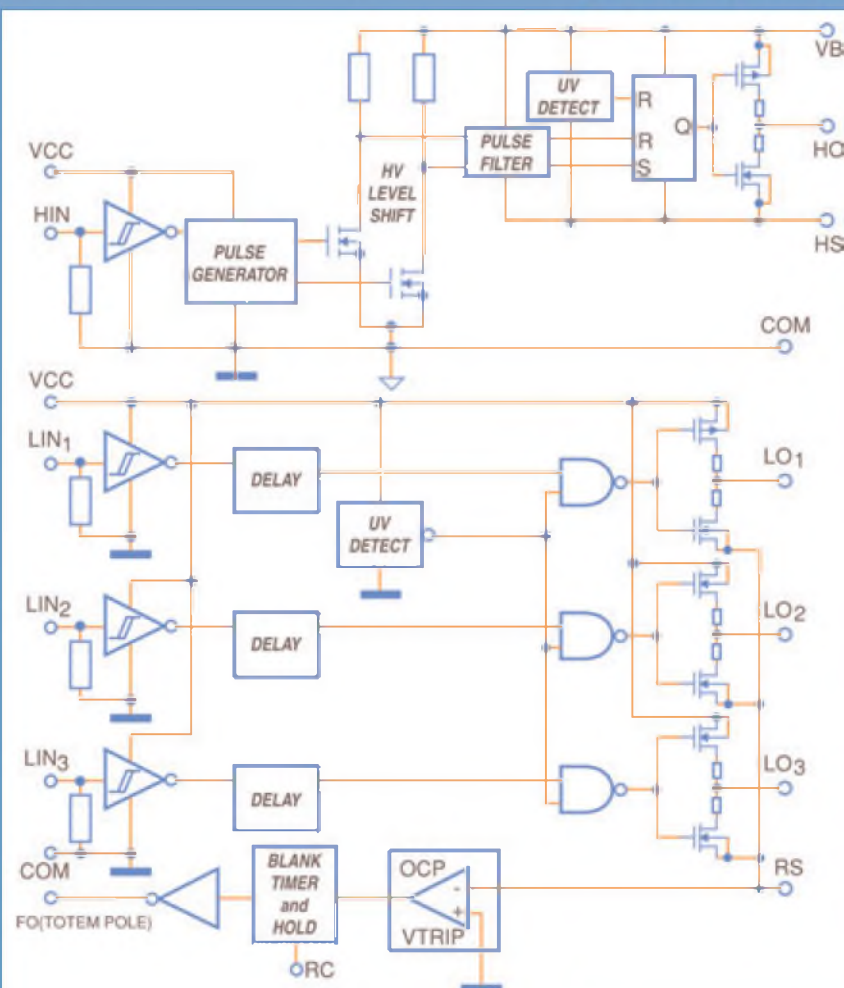 VB
UV
DETECT
R
R
S
Q
PULSE
FILTER
HO
VCC
HIN
HV
LEVEL
SHIFT
PULSE
GENERATOR
HS
COM
VCC
LIN1
DELAY
LO1
UV
DETECT
LIN2
DELAY
LO2
LIN3
DELAY
LO3
COM
BLANK
TIMER
and
HOLD
OCP
-
+
VTRIP
RS
FO(TOTEM POLE)
RC